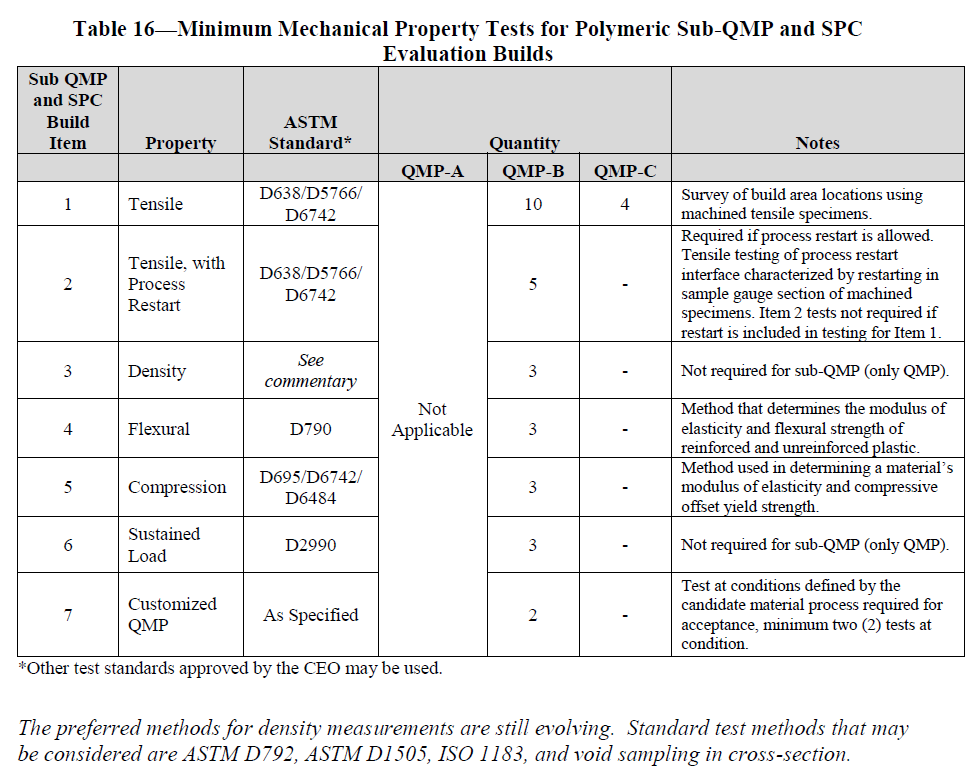 Table 16—Minimum Mechanical Property Tests for Polymeric Sub-QMP and SPC
Evaluation Builds
Sub QMP
and SPC
Build
Item
Property
ASTM
Standard*
Quantity
Notes
QMP-A
QMP-B
QMP-C
1
Tensile
D638/D5766/
D6742
Not
Applicable
10
4
Survey of build area locations using
machined tensile specimens.
2
Tensile, with
Process
Restart
D638/D5766/
D6742
5
-
Required if process restart is allowed.
Tensile testing of process restart
interface characterized by restarting in
sample gauge section of machined
specimens. Item 2 tests not required if
restart is included in testing for Item 1.
3
Density
See
commentary
3
-
Not required for sub-QMP (only QMP).
4
Flexural
D790
3
-
Method that determines the modulus of
elasticity and flexural strength of
reinforced and unreinforced plastic.
5
Compression
D695/D6742/
D6484
3
-
Method used in determining a material’s
modulus of elasticity and compressive
offset yield strength.
6
Sustained
Load
D2990
3
-
Not required for sub-QMP (only QMP).
7
Customized
QMP
As Specified
2
-
Test at conditions defined by the
candidate material process required for
acceptance, minimum two (2) tests at
condition.
*Other test standards approved by the CEO may be used.
The preferred methods for density measurements are still evolving. Standard test methods that may
be considered are ASTM D792, ASTM D1505, ISO 1183, and void sampling in cross-section.